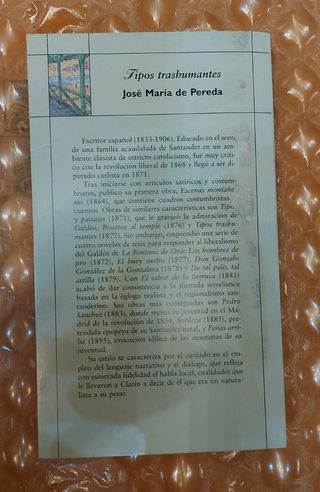 Tipos trashumantes
José María de Pereda
Escritor español (1833-1906). Educado en el seno
de una familia acaudalada de Santander en un am-
biente clasista de estricto catolicismo, fue muy críti-
co con la revolución liberal de 1868 y llegó a ser di-
putado carlista en 1871.
Tras iniciarse con artículos satíricos y costum-
bristas, publicó su primera obra, Escenas montañe-
sas (1864), que contiene cuadros costumbristas
cuentos. Obras de similares características son Tipos
y paisajes (1871), que le granjeó la admiración de
Galdós, Bocetos al temple (1876) y Tipos trashu-
mantes (1877). Sin embargo, emprendió una serie de
cuatro novelas de tesis para responder al liberalismo
del Galdós de La Fontana de Oro: Los hombres de
pro (1872), El buey suelto (1877), Don Gonzalo
González de la Gonzalera (1878) y De tal palo, tal
astilla (1879). Con El sabor de la tierruca (1881)
acabó de dar consistencia a la fórmula novelística
basada en la égloga realista y el regionalismo san-
tanderino. Sus obras más conseguidas son Pedro
Sánchez (1883), donde recrea su juventud en el Ma-
drid de la revolución de 1854, Sotileza (1885), pre-
tendida epopeya de su Santander natal, y Peñas arri-
ba (1895), evocación idílica de las montañas de su
juventud.
Su estilo se caracteriza por el cuidado en el em-
pleo del lenguaje narrativo y el diálogo, que refleja
con esmerada fidelidad el habla local, cualidades que
le llevaron a Clarín a decir de él que era un natura-
lista a su pesar.